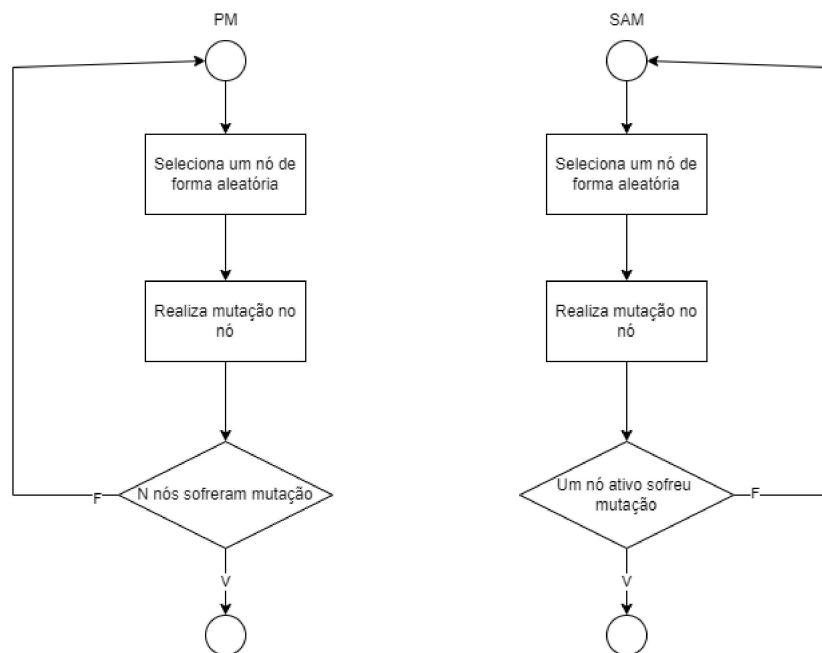 PM
Seleciona um nó de
forma aleatória
Realiza mutação no
nó
N nós sofreram mutação
F
V
SAM
Seleciona um nó de
forma aleatória
Realiza mutação no
nó
Um nó ativo sofreu
mutação
F
V